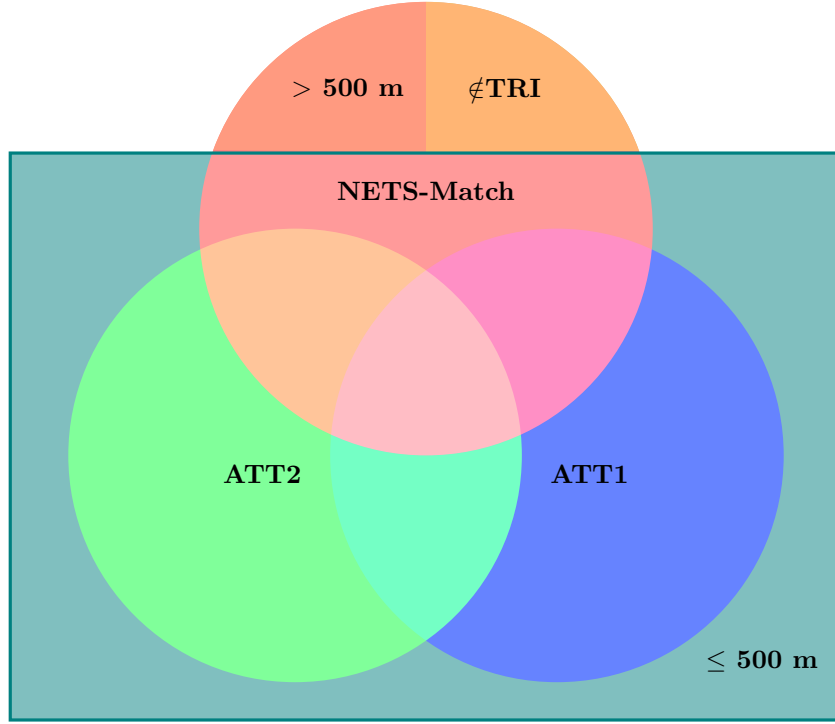 > 500 m
∉TRI
NETS-Match
ATT2
ATT1
≤ 500 m